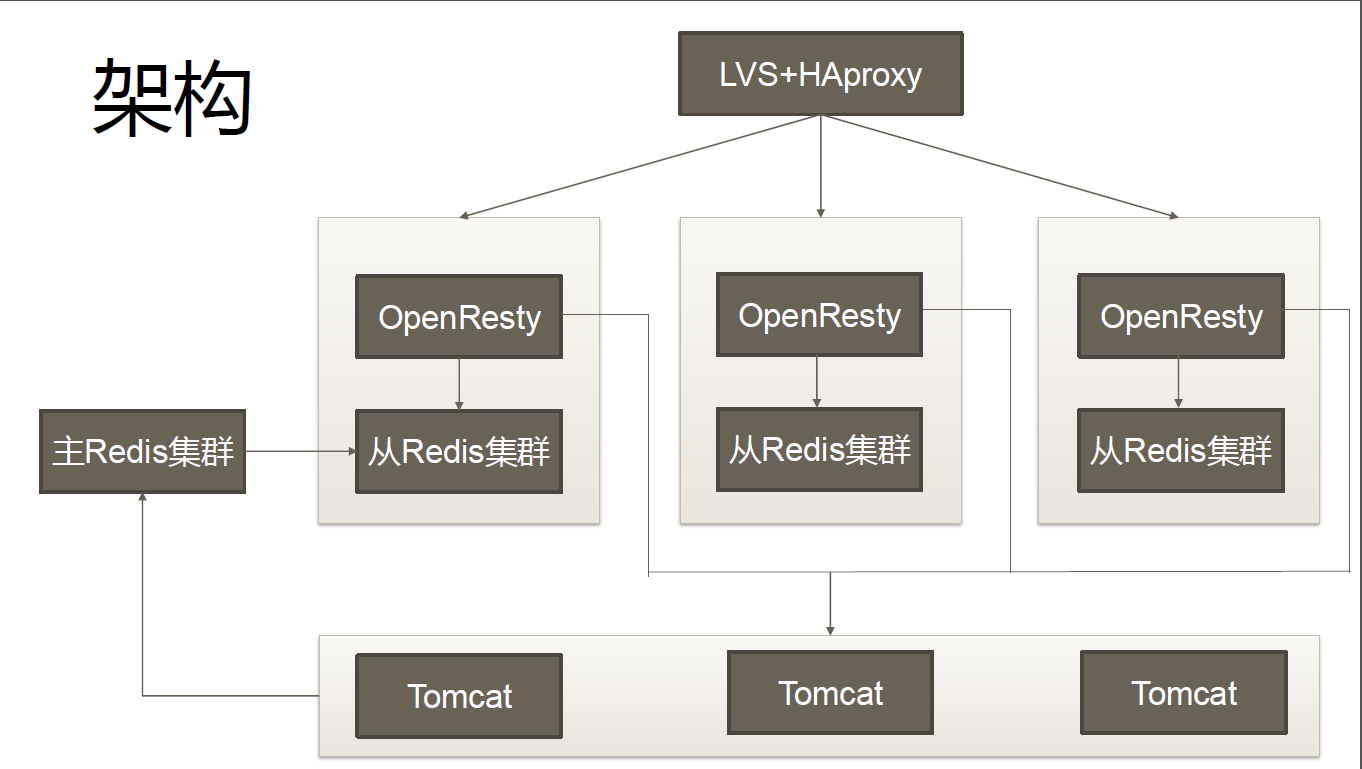 架构
LVS+HAproxy
OpenResty
OpenResty
OpenResty
主Redis集群
从Redis集群
从Redis集群
从Redis集群
Tomcat
Tomcat
Tomcat